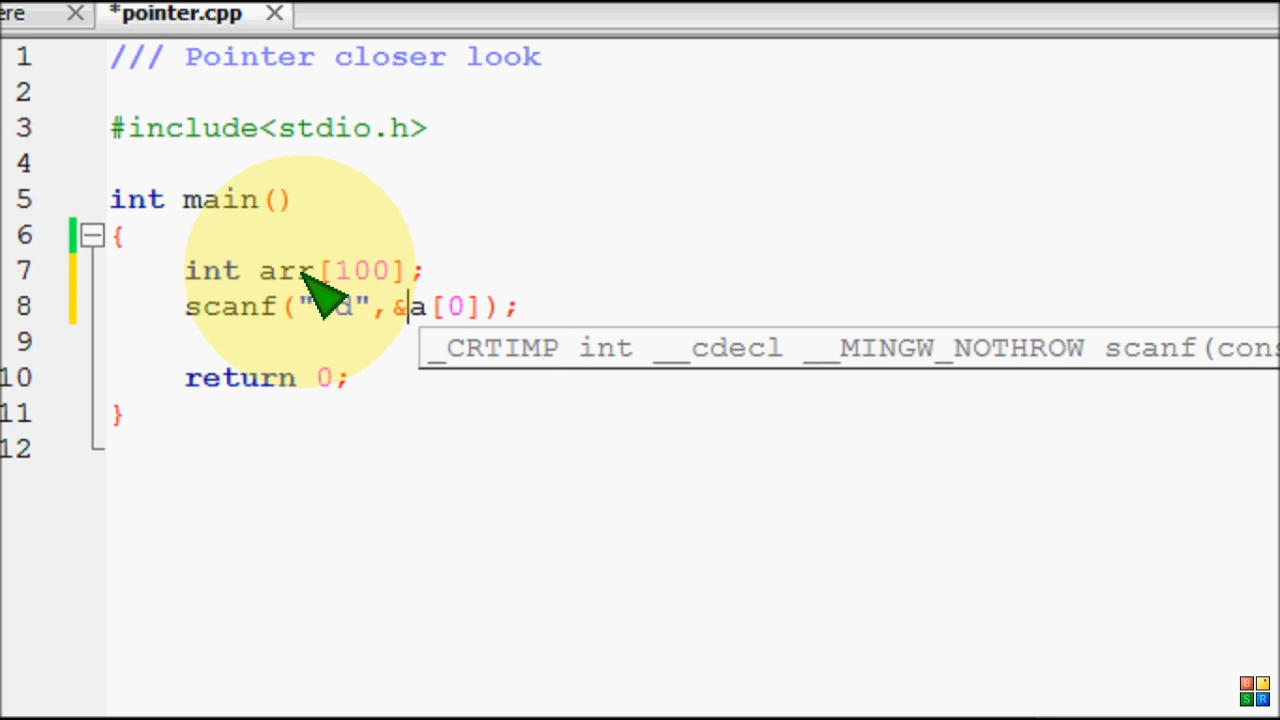 ere *pointer.cpp
1 /// Pointer closer look
2
3 #include<stdio.h>
4
5 int main()
6 {
7 int arr[100];
8 scanf("d",&a[0]);
9 _CRTIMP int __cdecl __MINGW_NOTHROW scanf(cons
10 return 0;
11 }
12
B S R